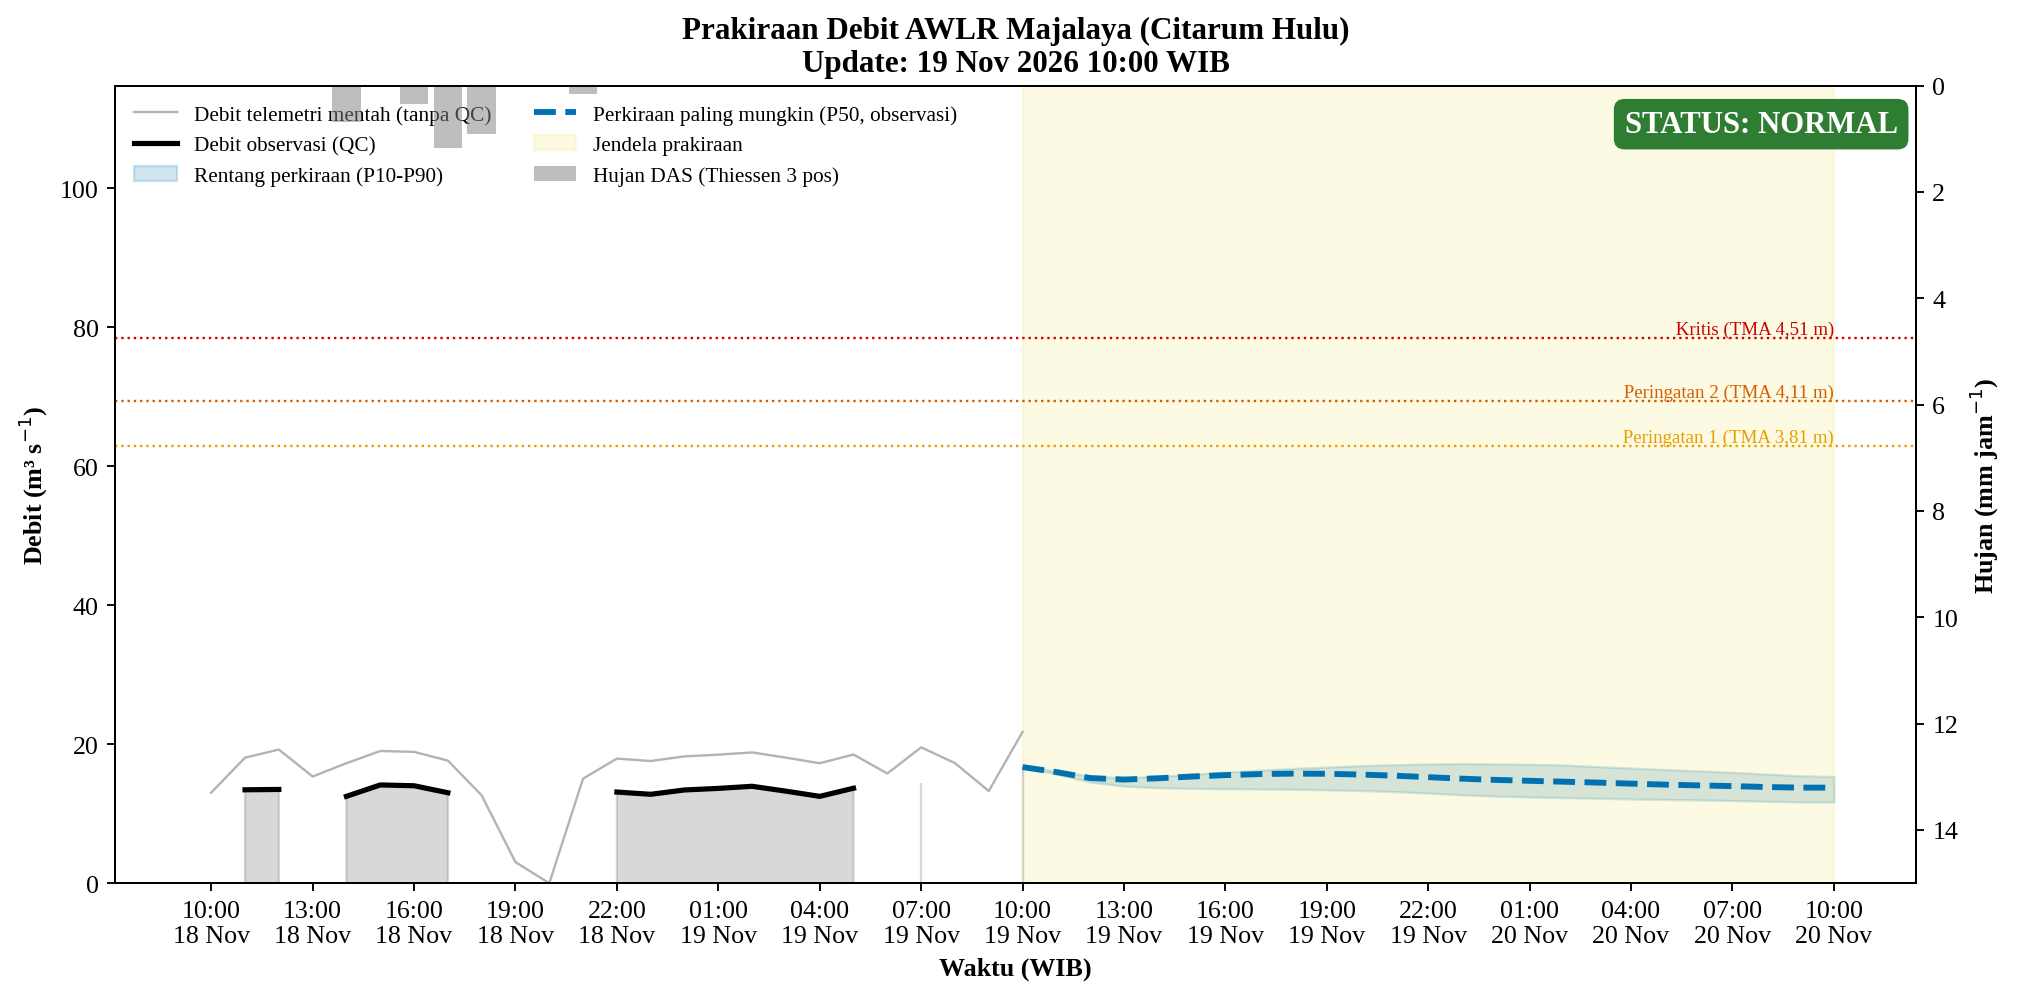 Prakiraan Debit AWLR Majalaya (Citarum Hulu)
Update: 19 Nov 2026 10:00 WIB
Debit telemetri mentah (tanpa QC)
Debit observasi (QC)
Rentang perkiraan (P10-P90)
Perkiraan paling mungkin (P50, observasi)
Jendela prakiraan
Hujan DAS (Thiessen 3 pos)
STATUS: NORMAL
Kritis (TMA 4,51 m)
Peringatan 2 (TMA 4,11 m)
Peringatan 1 (TMA 3,81 m)
Debit (m³ s⁻¹)
100
80
60
40
20
0
Hujan (mm jam⁻¹)
0
2
4
6
8
10
12
14
10:00 13:00 16:00 19:00 22:00 01:00 04:00 07:00 10:00 13:00 16:00 19:00 22:00 01:00 04:00 07:00 10:00
18 Nov 18 Nov 18 Nov 18 Nov 18 Nov 19 Nov 19 Nov 19 Nov 19 Nov 19 Nov 19 Nov 19 Nov 19 Nov 20 Nov 20 Nov 20 Nov 20 Nov
Waktu (WIB)